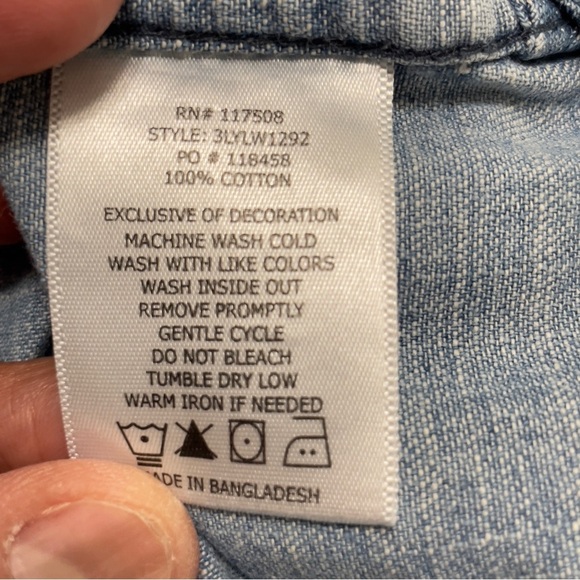 RN# 117508
STYLE: 3LYLW1292
PO # 118458
100% COTTON
EXCLUSIVE OF DECORATION
MACHINE WASH COLD
WASH WITH LIKE COLORS
WASH INSIDE OUT
REMOVE PROMPTLY
GENTLE CYCLE
DO NOT BLEACH
TUMBLE DRY LOW
WARM IRON IF NEEDED
ADE IN BANGLADESH